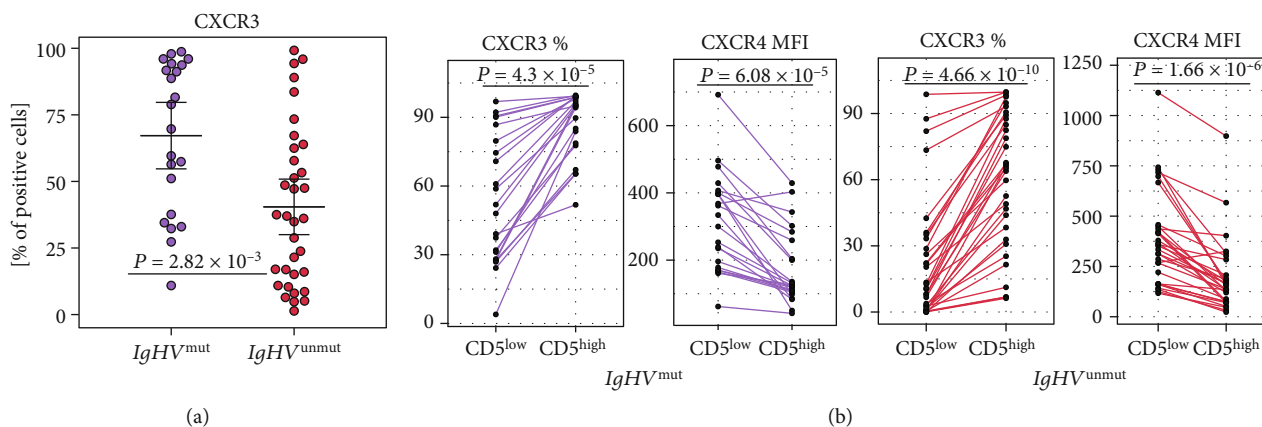 CXCR3
[% of positive cells]
100
75
50
25
0
P = 2.82 × 10⁻³
IgHVᵐᵘᵗ
IgHVᵘⁿᵐᵘᵗ
(a)
CXCR3 %
P = 4.3 × 10⁻⁵
90
60
30
0
CD5ˡᵒʷ CD5ʰⁱᵍʰ
CXCR4 MFI
P = 6.08 × 10⁻⁵
600
400
200
CD5ˡᵒʷ CD5ʰⁱᵍʰ
IgHVᵐᵘᵗ
CXCR3 %
P = 4.66 × 10⁻¹⁰
90
60
30
0
CD5ˡᵒʷ CD5ʰⁱᵍʰ
CXCR4 MFI
P = 1.66 × 10⁻⁶
1250
1000
750
500
250
0
CD5ˡᵒʷ CD5ʰⁱᵍʰ
IgHVᵘⁿᵐᵘᵗ
(b)